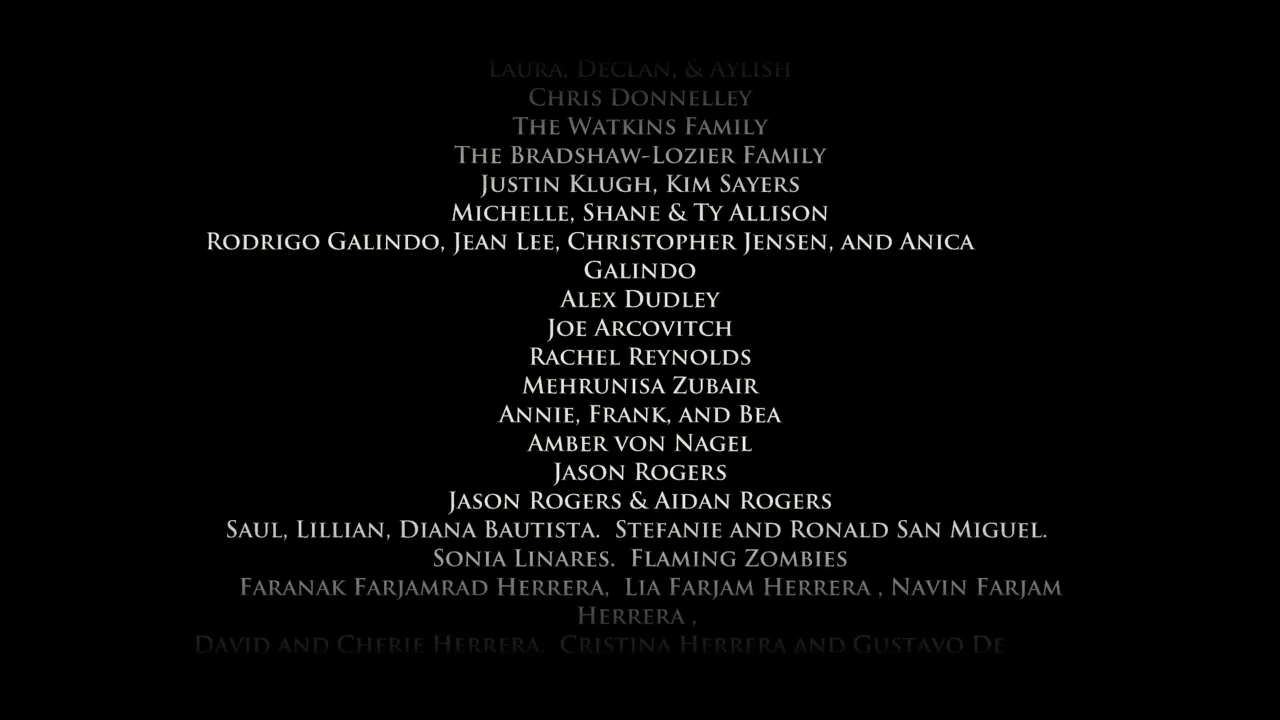 Laura, Declan, & Aylish
Chris Donnelley
The Watkins Family
The Bradshaw-Lozier Family
Justin Klugh, Kim Sayers
Michelle, Shane & Ty Allison
Rodrigo Galindo, Jean Lee, Christopher Jensen, and Anica
Galindo
Alex Dudley
Joe Arcovitch
Rachel Reynolds
Mehrunisa Zubair
Annie, Frank, and Bea
Amber von Nagel
Jason Rogers
Jason Rogers & Aidan Rogers
Saul, Lillian, Diana Bautista.  Stefanie and Ronald San Miguel.
Sonia Linares.  Flaming Zombies
Faranak Farjamrad Herrera,  Lia Farjam Herrera , Navin Farjam
Herrera ,
David and Cherie Herrera.  Cristina Herrera and Gustavo De